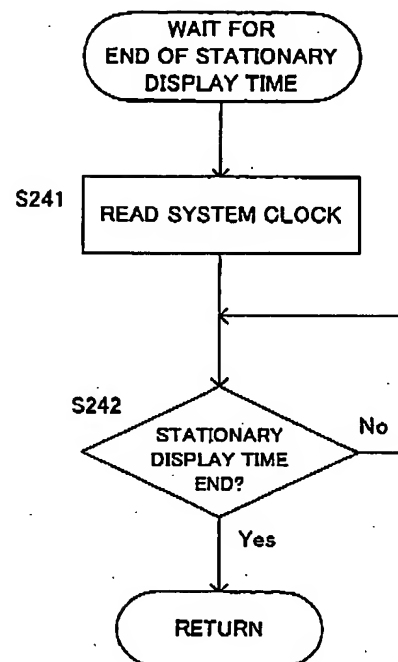 WAIT FOR
END OF STATIONARY
DISPLAY TIME
S241
READ SYSTEM CLOCK
S242
STATIONARY
DISPLAY TIME
END?
No
Yes
RETURN